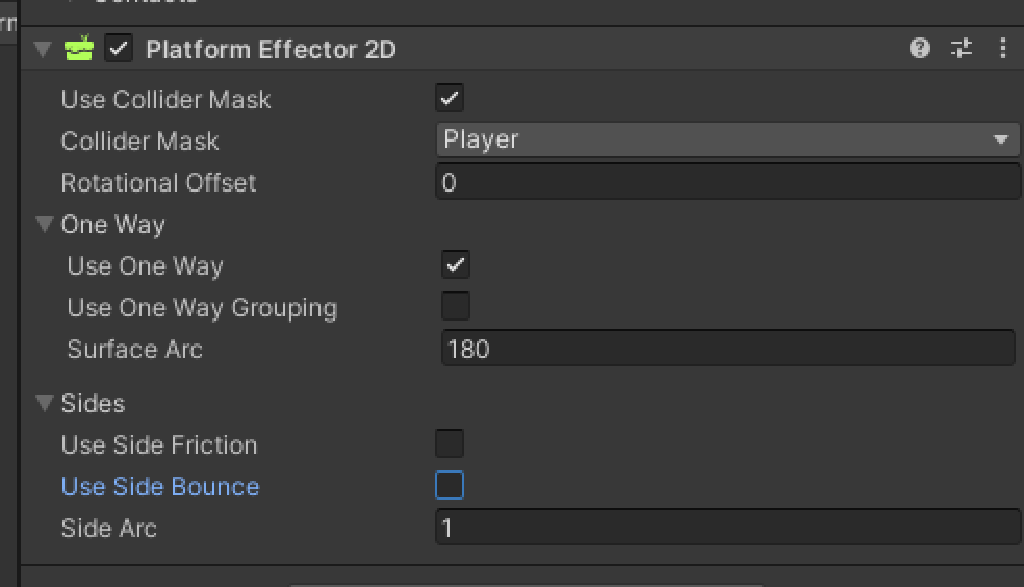 Platform Effector 2D
Use Collider Mask
Collider Mask Player
Rotational Offset 0
One Way
Use One Way
Use One Way Grouping
Surface Arc 180
Sides
Use Side Friction
Use Side Bounce
Side Arc 1